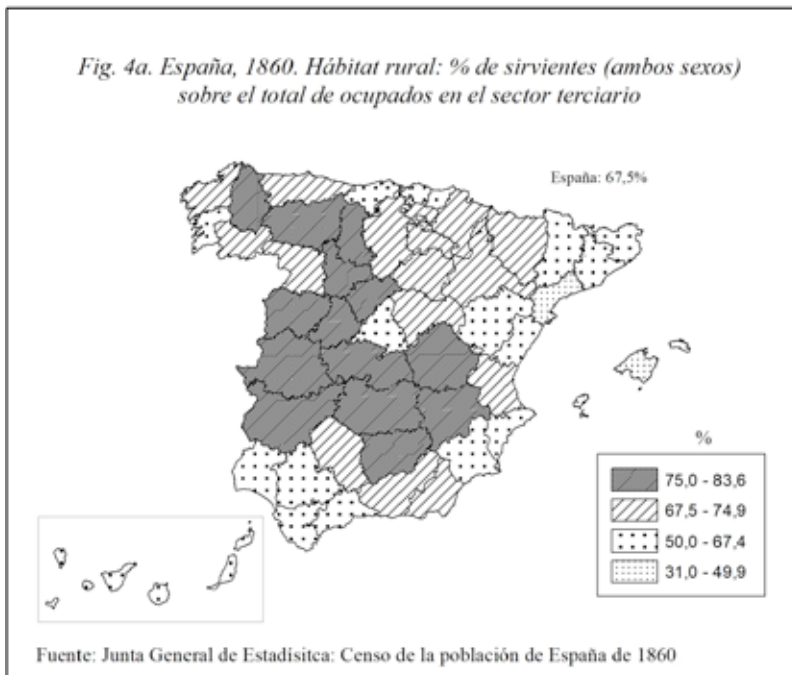 Fig. 4a. España, 1860. Hábitat rural: % de sirvientes (ambos sexos)
sobre el total de ocupados en el sector terciario
España: 67,5%
%
75,0 - 83,6
67,5 - 74,9
50,0 - 67,4
31,0 - 49,9
Fuente: Junta General de Estadísitca: Censo de la población de España de 1860